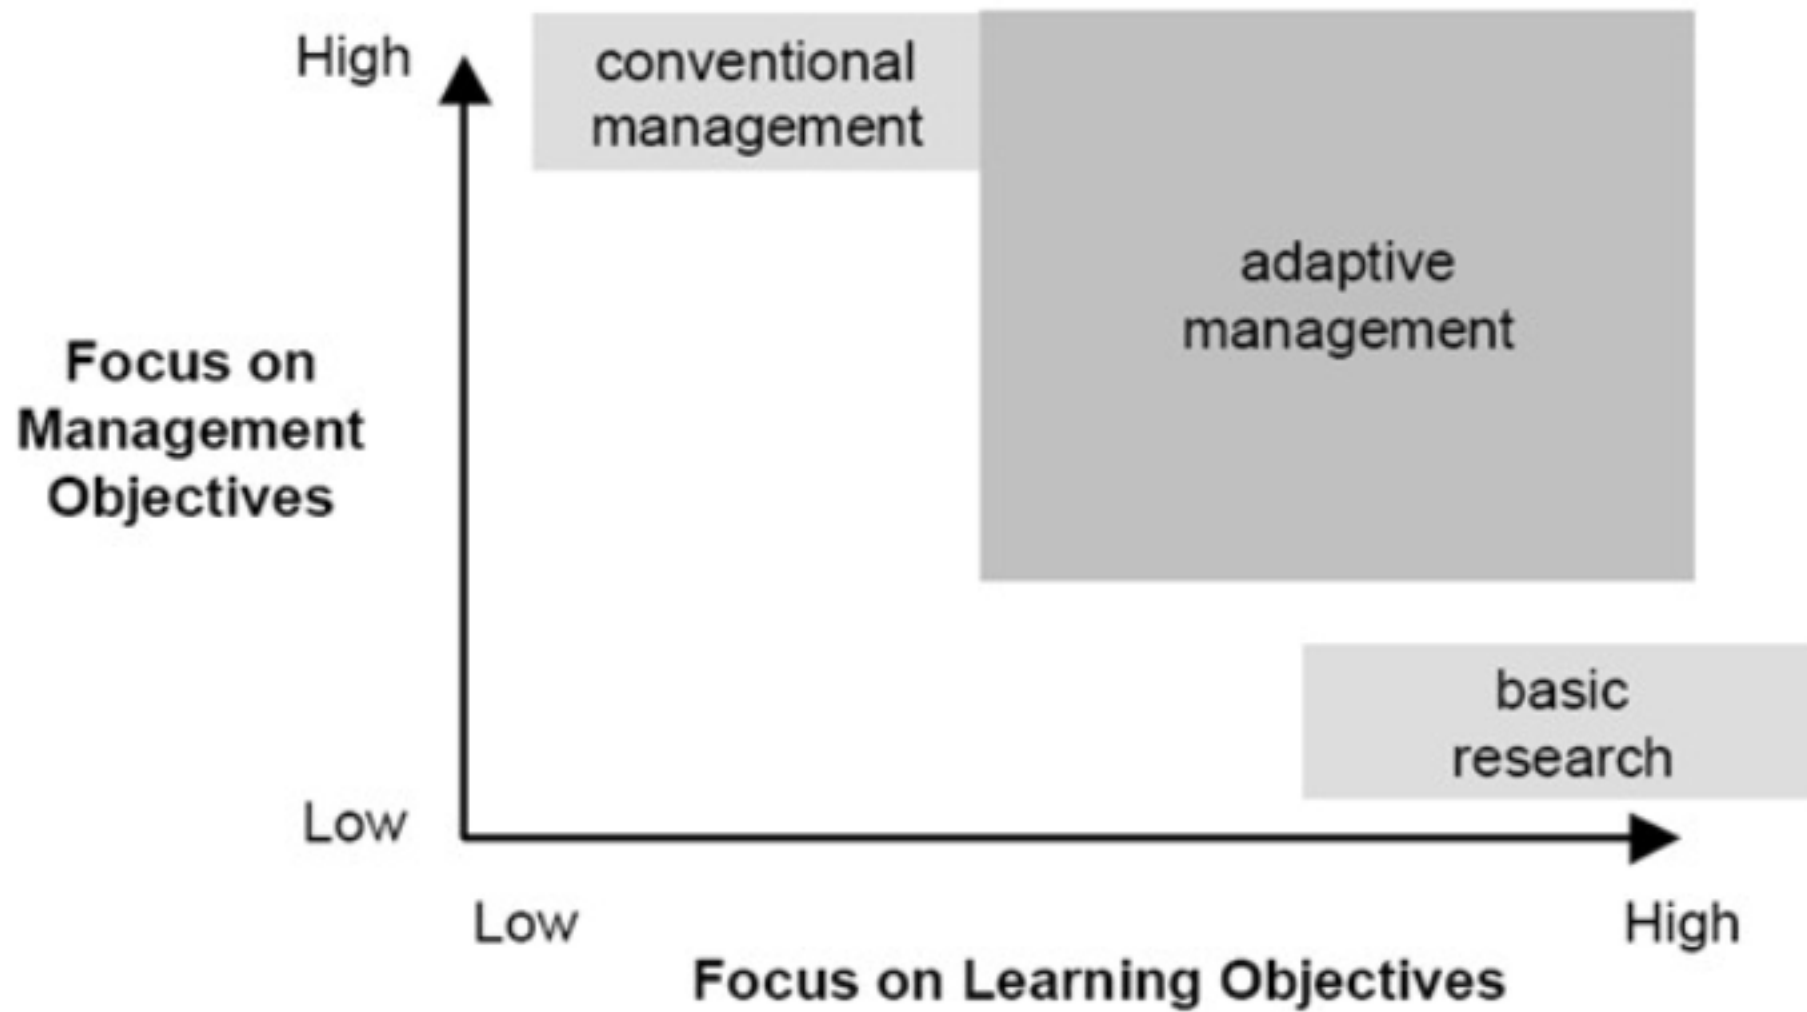 High
conventional
management
adaptive
management
Focus on
Management
Objectives
basic
research
Low
Low
High
Focus on Learning Objectives